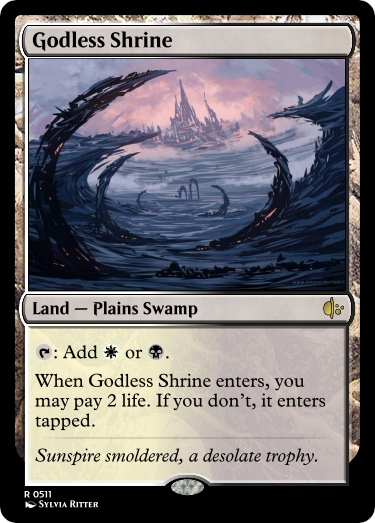 Godless Shrine
Land — Plains Swamp
: Add or .
When Godless Shrine enters, you
may pay 2 life. If you don't, it enters
tapped.
Sunspire smoldered, a desolate trophy.
R 0511
Sylvia Ritter